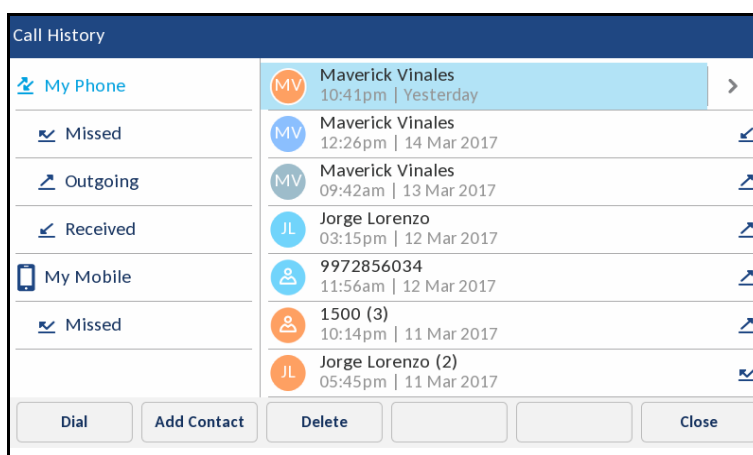 Call History
My Phone
Missed
Outgoing
Received
My Mobile
Missed
MV
Maverick Vinales
10:41pm | Yesterday
MV
Maverick Vinales
12:26pm | 14 Mar 2017
MV
Maverick Vinales
09:42am | 13 Mar 2017
JL
Jorge Lorenzo
03:15pm | 12 Mar 2017
9972856034
11:56am | 12 Mar 2017
1500 (3)
10:14pm | 11 Mar 2017
JL
Jorge Lorenzo (2)
05:45pm | 11 Mar 2017
Dial
Add Contact
Delete
Close